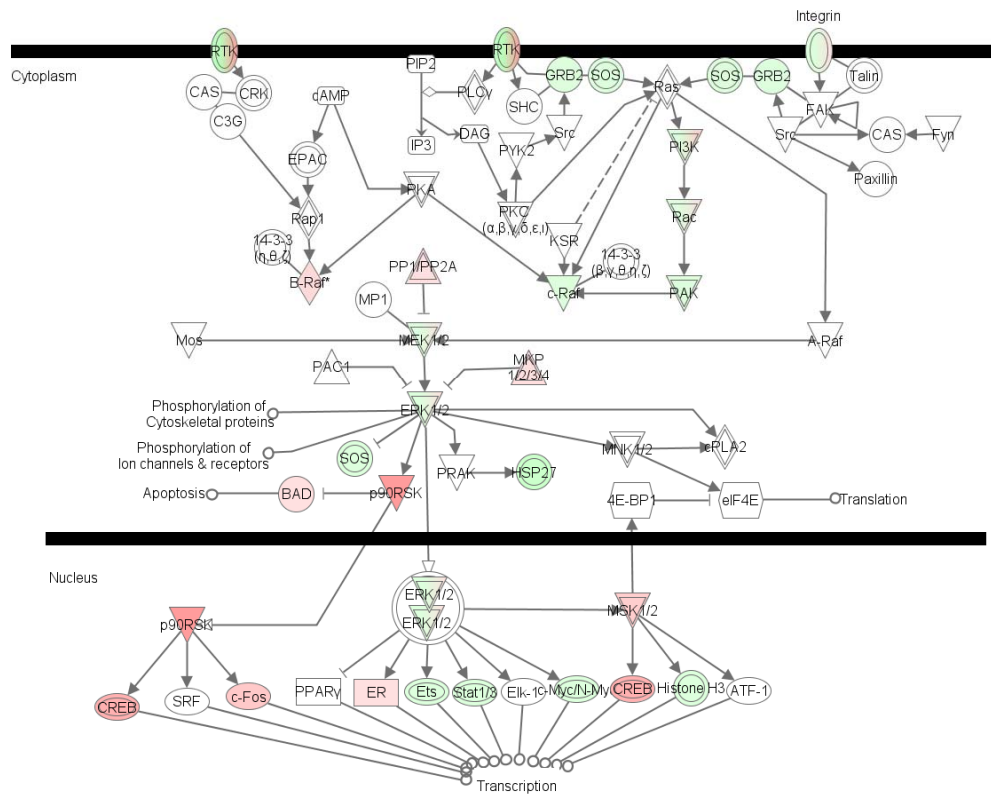 Integrin
RTK
RTK
Cytoplasm
PIP2
GRB2
SOS
SOS
GRB2
Talin
CAS
CRK
cAMP
PLCγ
SHC
Ras
FAK
C3G
DAG
Src
Src
CAS
Fyn
IP3
PYK2
PI3K
EPAC
Paxillin
PKA
Rap1
PKC
(α,β,γ,δ,ε,ι)
Rac
KSR
14-3-3
(η,θ,ζ)
14-3-3
(β,γ,θ,η,ζ)
B-Raf*
PP1/PP2A
c-Raf
PAK
MP1
Mos
MEK1/2
A-Raf
PAC1
MKP
1/2/3/4
ERK1/2
Phosphorylation of
Cytoskeletal proteins
Phosphorylation of
Ion channels & receptors
SOS
PRAK
HSP27
MNK1/2
cPLA2
Apoptosis
BAD
p90RSK
4E-BP1
eIF4E
Translation
Nucleus
ERK1/2
ERK1/2
p90RSK
MSK1/2
CREB
SRF
c-Fos
PPARγ
ER
Ets
Stat1/3
Elk-1
c-Myc/N-My
CREB
Histone H3
ATF-1
Transcription